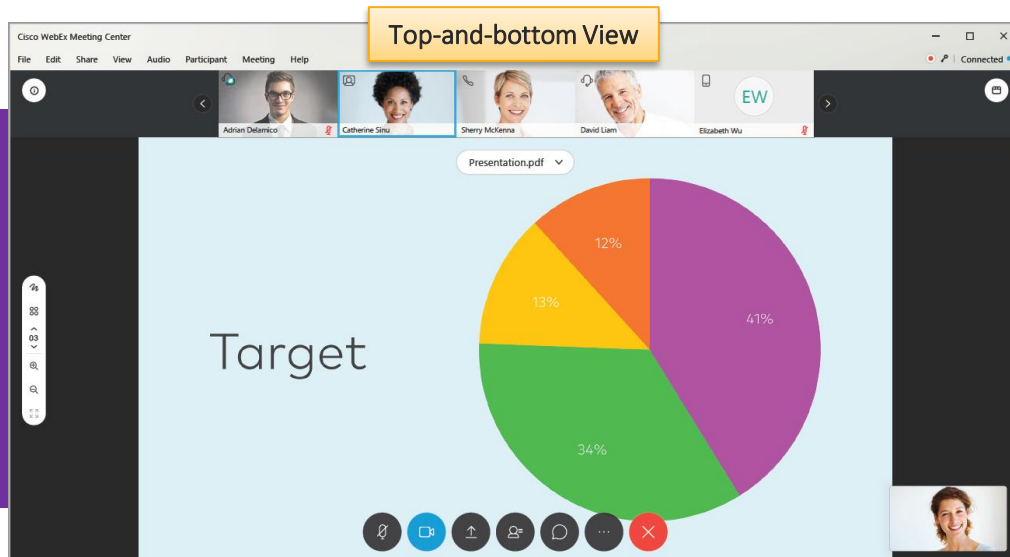 Top-and-bottom View
Cisco WebEx Meeting Center
File Edit Share View Audio Participant Meeting Help
Connected
EW
Adrian Delamico
Catherine Sinu
Sherry McKenna
David Liam
Elizabeth Wu
Presentation.pdf
12%
13%
41%
03
Target
34%